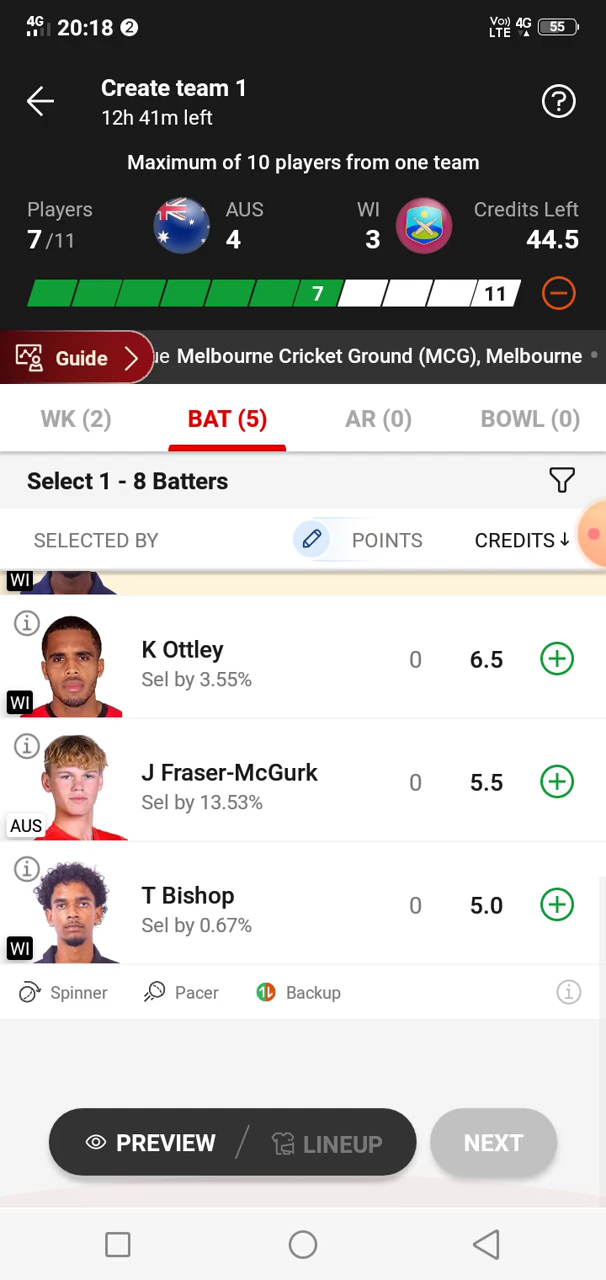 4G 20:18 2
Vo)) LTE 4G 55
Create team 1
12h 41m left
?
Maximum of 10 players from one team
Players AUS WI Credits Left
7/11 4 3 44.5
7 11
Guide ue Melbourne Cricket Ground (MCG), Melbourne •
WK (2) BAT (5) AR (0) BOWL (0)
Select 1 - 8 Batters
SELECTED BY POINTS CREDITS ↓
WI
K Ottley 0 6.5
Sel by 3.55%
WI
J Fraser-McGurk 0 5.5
Sel by 13.53%
AUS
T Bishop 0 5.0
Sel by 0.67%
WI
Spinner Pacer Backup
PREVIEW / LINEUP NEXT